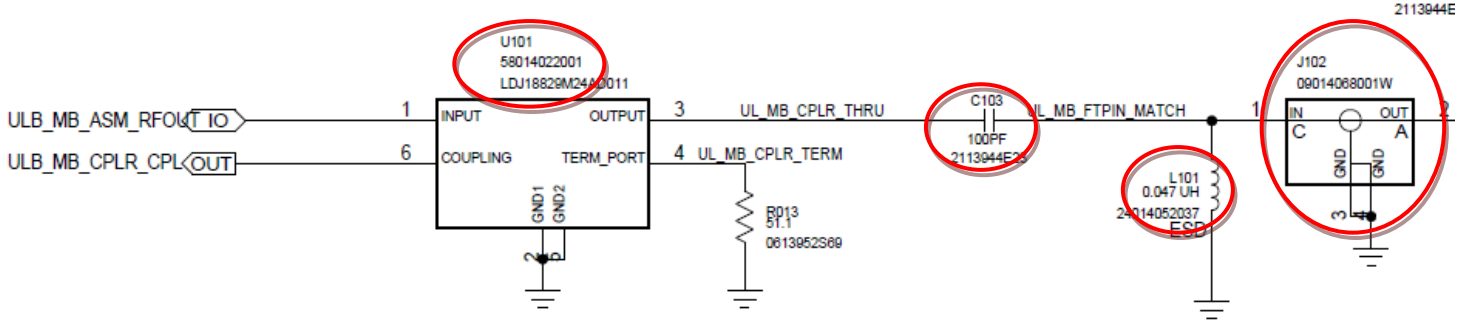 2113944E
U101
58014022001
LDJ18829M24A0011
J102
09014068001W
ULB_MB_ASM_RFOUT IO
1
INPUT
OUTPUT
3
UL_MB_CPLR_THRU
C103
100PF
2113944E23
UL_MB_FTPIN_MATCH
1
IN
OUT
2
C
A
ULB_MB_CPLR_CPL OUT
6
COUPLING
TERM_PORT
4
UL_MB_CPLR_TERM
GND1
GND2
2
5
R013
51.1
0613952S69
L101
0.047 UH
24014052037
ESD
GND
GND
3
4